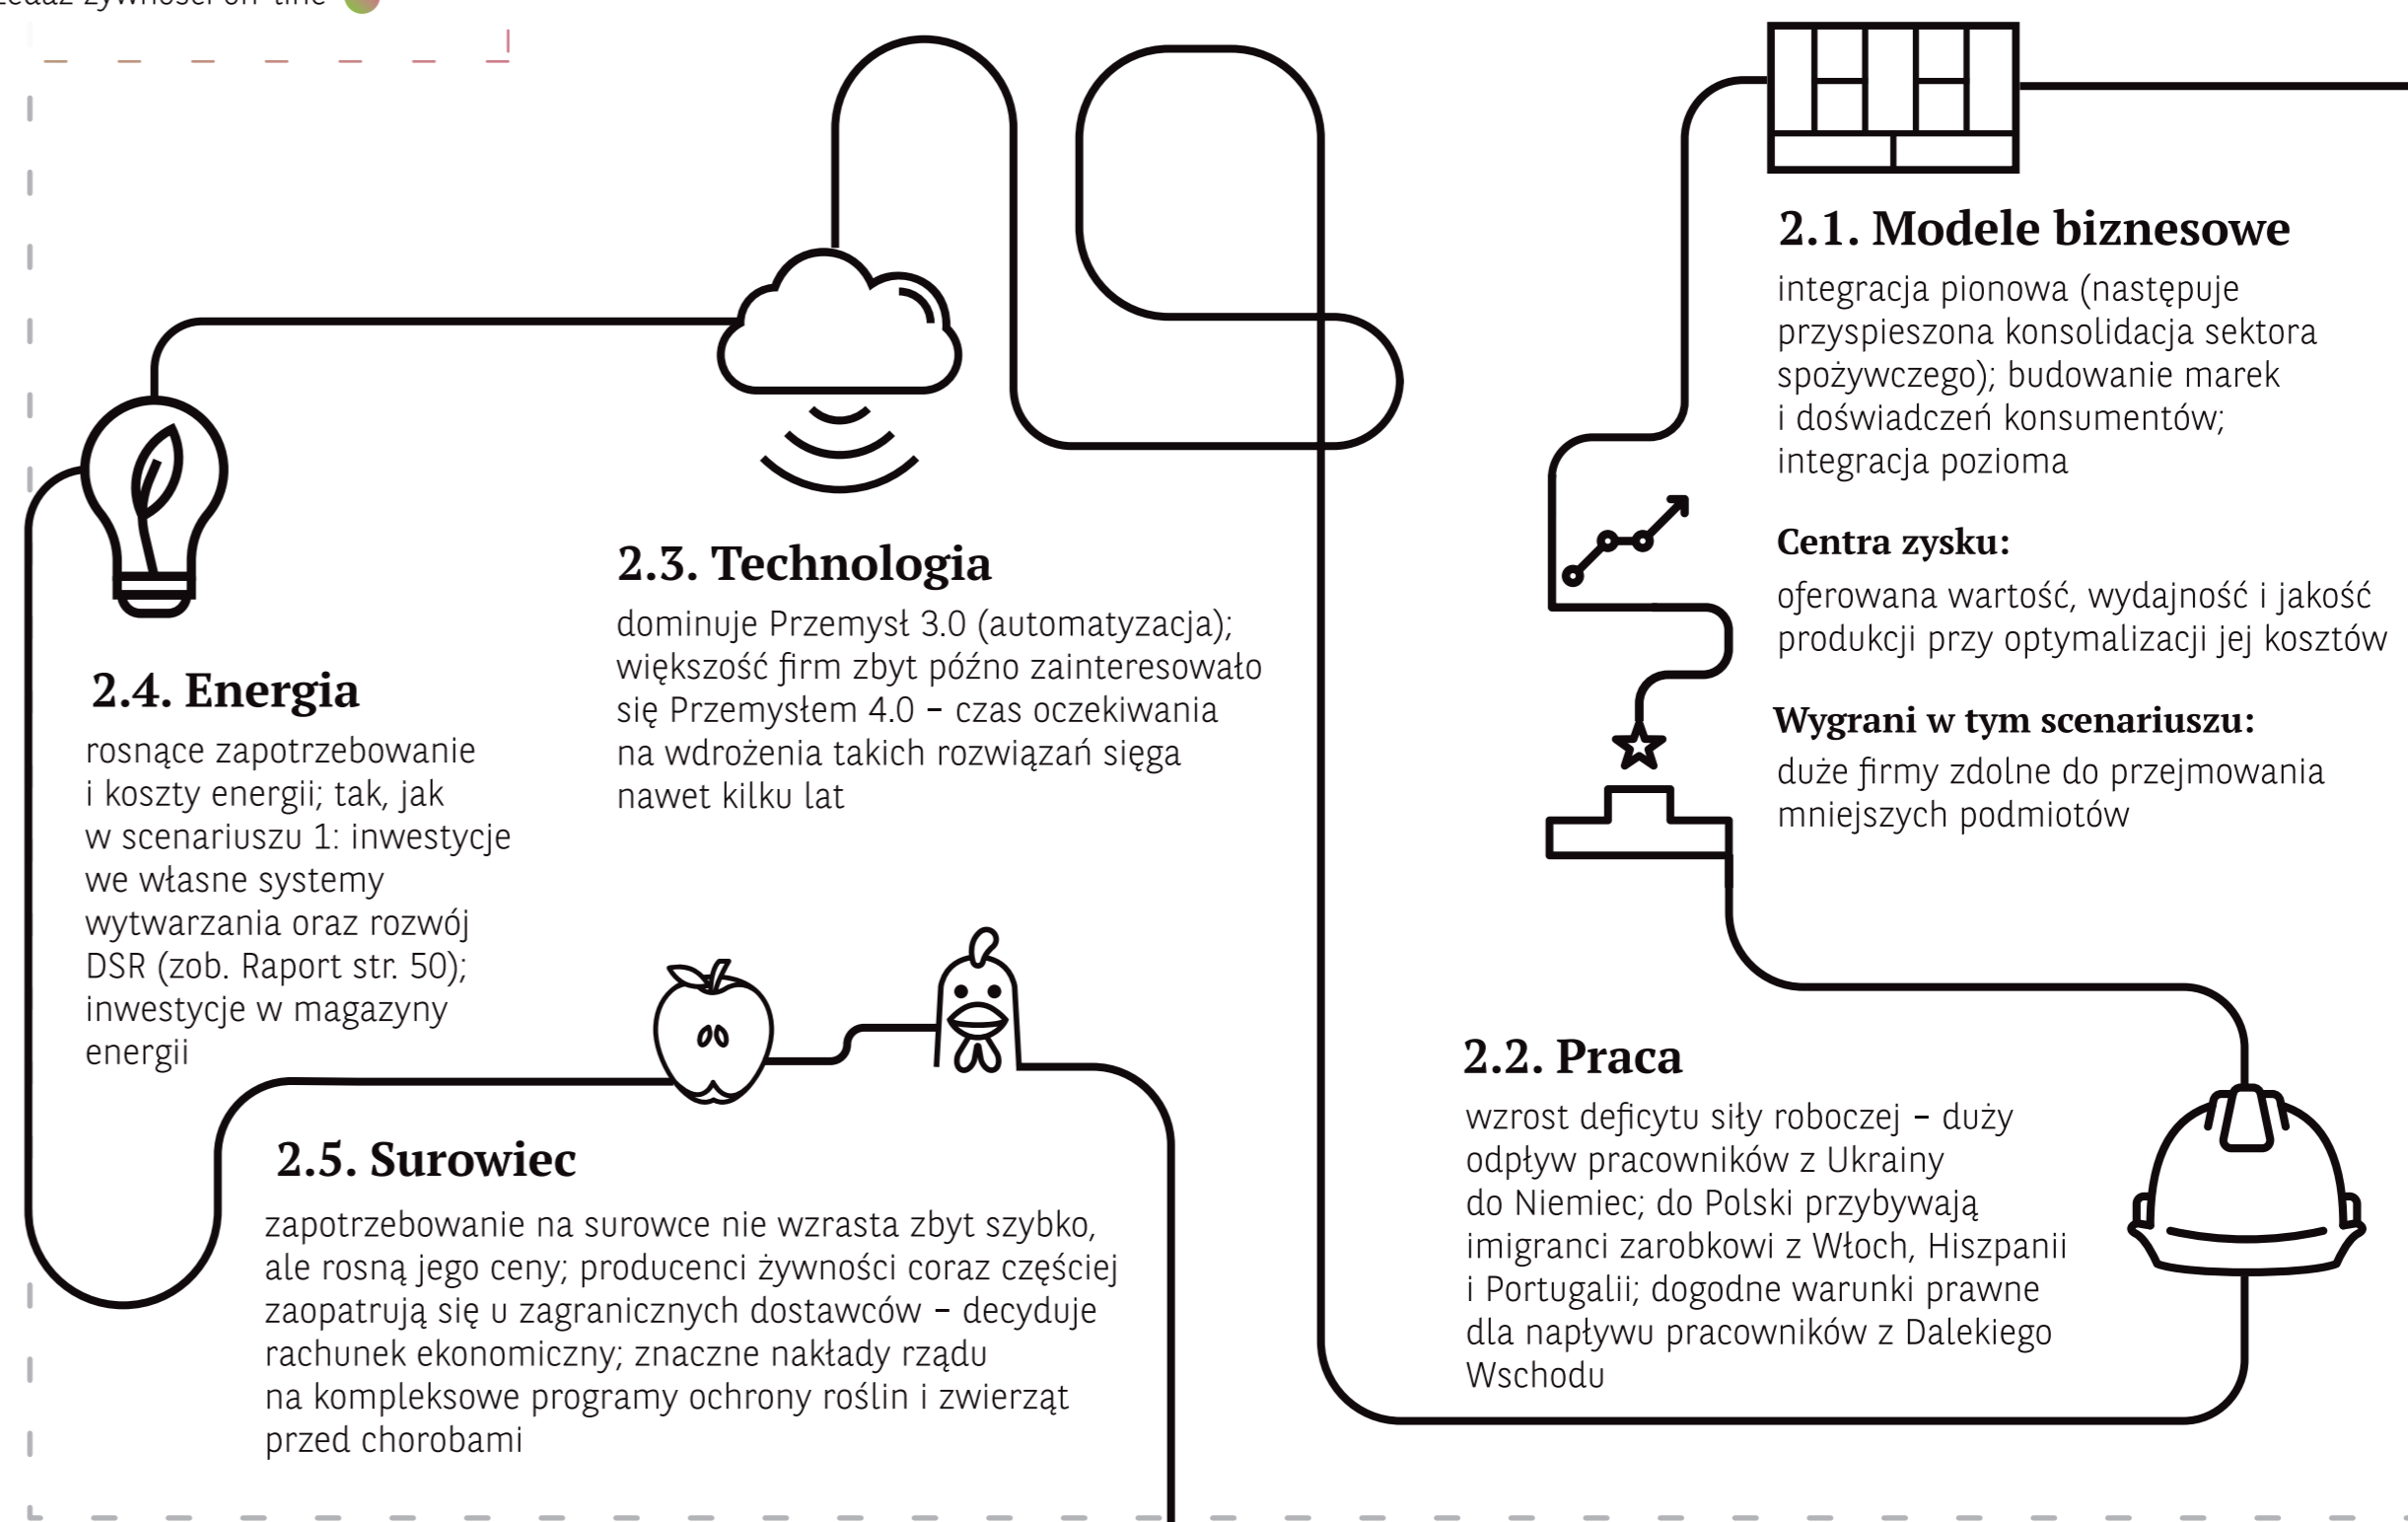 żywności on-line
2.1. Modele biznesowe
integracja pionowa (następuje
przyspieszona konsolidacja sektora
spożywczego); budowanie marek
i doświadczeń konsumentów;
integracja pozioma
Centra zysku:
oferowana wartość, wydajność i jakość
produkcji przy optymalizacji jej kosztów
Wygrani w tym scenariuszu:
duże firmy zdolne do przejmowania
mniejszych podmiotów
2.2. Praca
wzrost deficytu siły roboczej – duży
odpływ pracowników z Ukrainy
do Niemiec; do Polski przybywają
imigranci zarobkowi z Włoch, Hiszpanii
i Portugalii; dogodne warunki prawne
dla napływu pracowników z Dalekiego
Wschodu
2.3. Technologia
dominuje Przemysł 3.0 (automatyzacja);
większość firm zbyt późno zainteresowało
się Przemysłem 4.0 – czas oczekiwania
na wdrożenia takich rozwiązań sięga
nawet kilku lat
2.4. Energia
rosnące zapotrzebowanie
i koszty energii; tak, jak
w scenariuszu 1: inwestycje
we własne systemy
wytwarzania oraz rozwój
DSR (zob. Raport str. 50);
inwestycje w magazyny
energii
2.5. Surowiec
zapotrzebowanie na surowce nie wzrasta zbyt szybko,
ale rosną jego ceny; producenci żywności coraz częściej
zaopatrują się u zagranicznych dostawców – decyduje
rachunek ekonomiczny; znaczne nakłady rządu
na kompleksowe programy ochrony roślin i zwierząt
przed chorobami